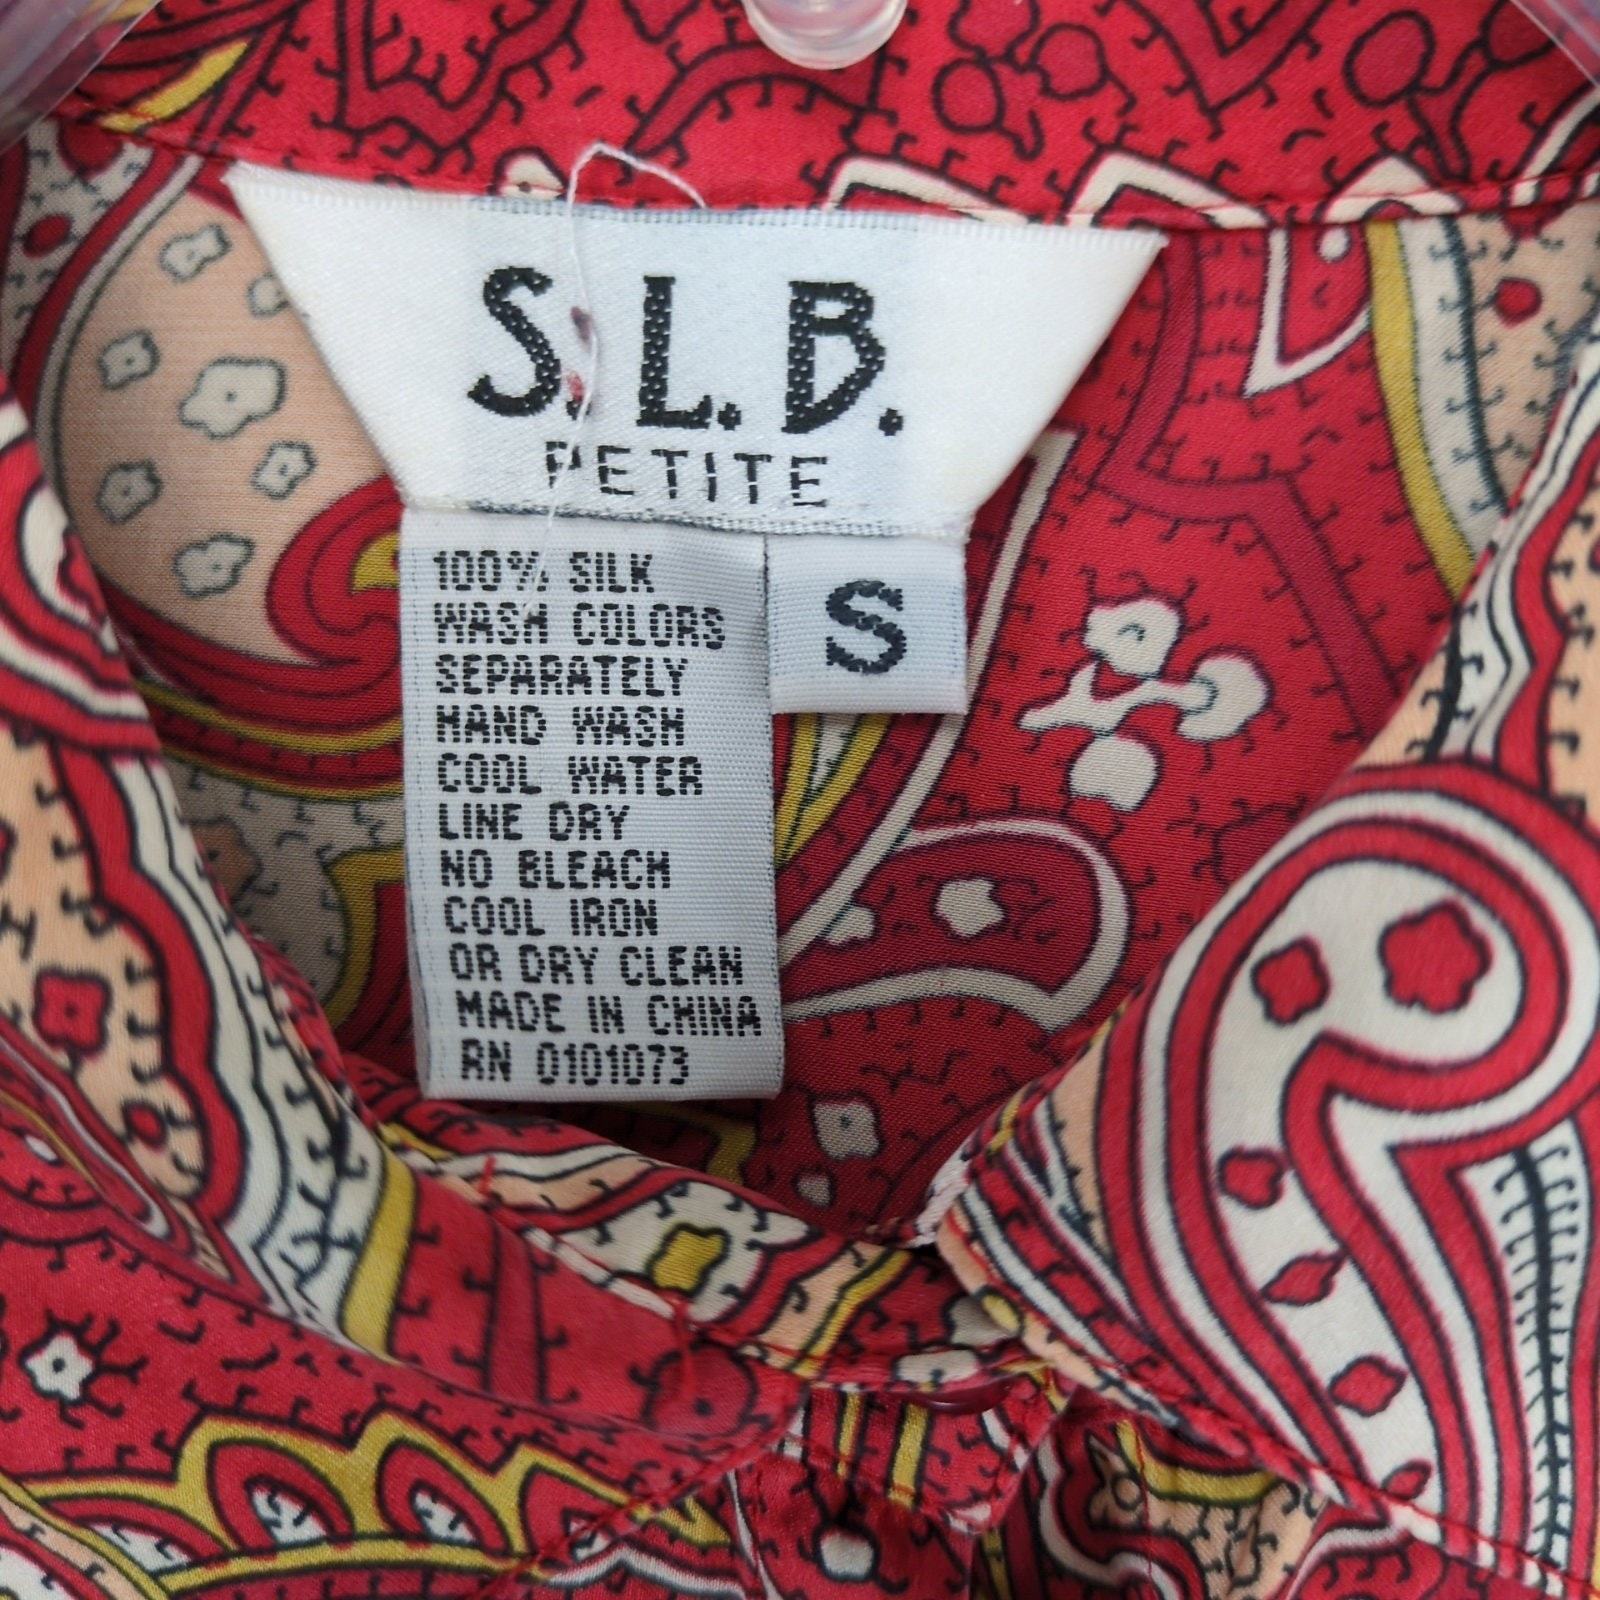 S.L.B.
PETITE
S
100% SILK
WASH COLORS
SEPARATELY
HAND WASH
COOL WATER
LINE DRY
NO BLEACH
COOL IRON
OR DRY CLEAN
MADE IN CHINA
RN 0101073